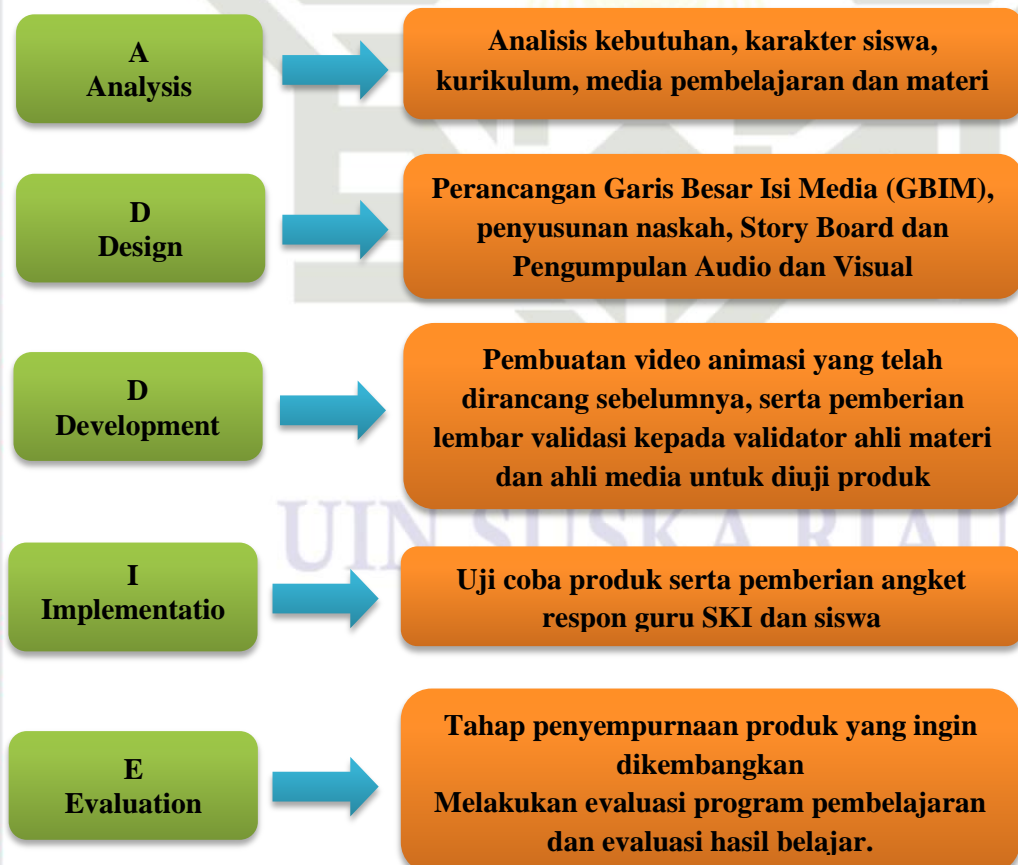 A
Analysis
Analisis kebutuhan, karakter siswa,
kurikulum, media pembelajaran dan materi
D
Design
Perancangan Garis Besar Isi Media (GBIM),
penyusunan naskah, Story Board dan
Pengumpulan Audio dan Visual
D
Development
Pembuatan video animasi yang telah
dirancang sebelumnya, serta pemberian
lembar validasi kepada validator ahli materi
dan ahli media untuk diuji produk
UIN SUSKA RIAU
I
Implementatio
Uji coba produk serta pemberian angket
respon guru SKI dan siswa
E
Evaluation
Tahap penyempurnaan produk yang ingin
dikembangkan
Melakukan evaluasi program pembelajaran
dan evaluasi hasil belajar.